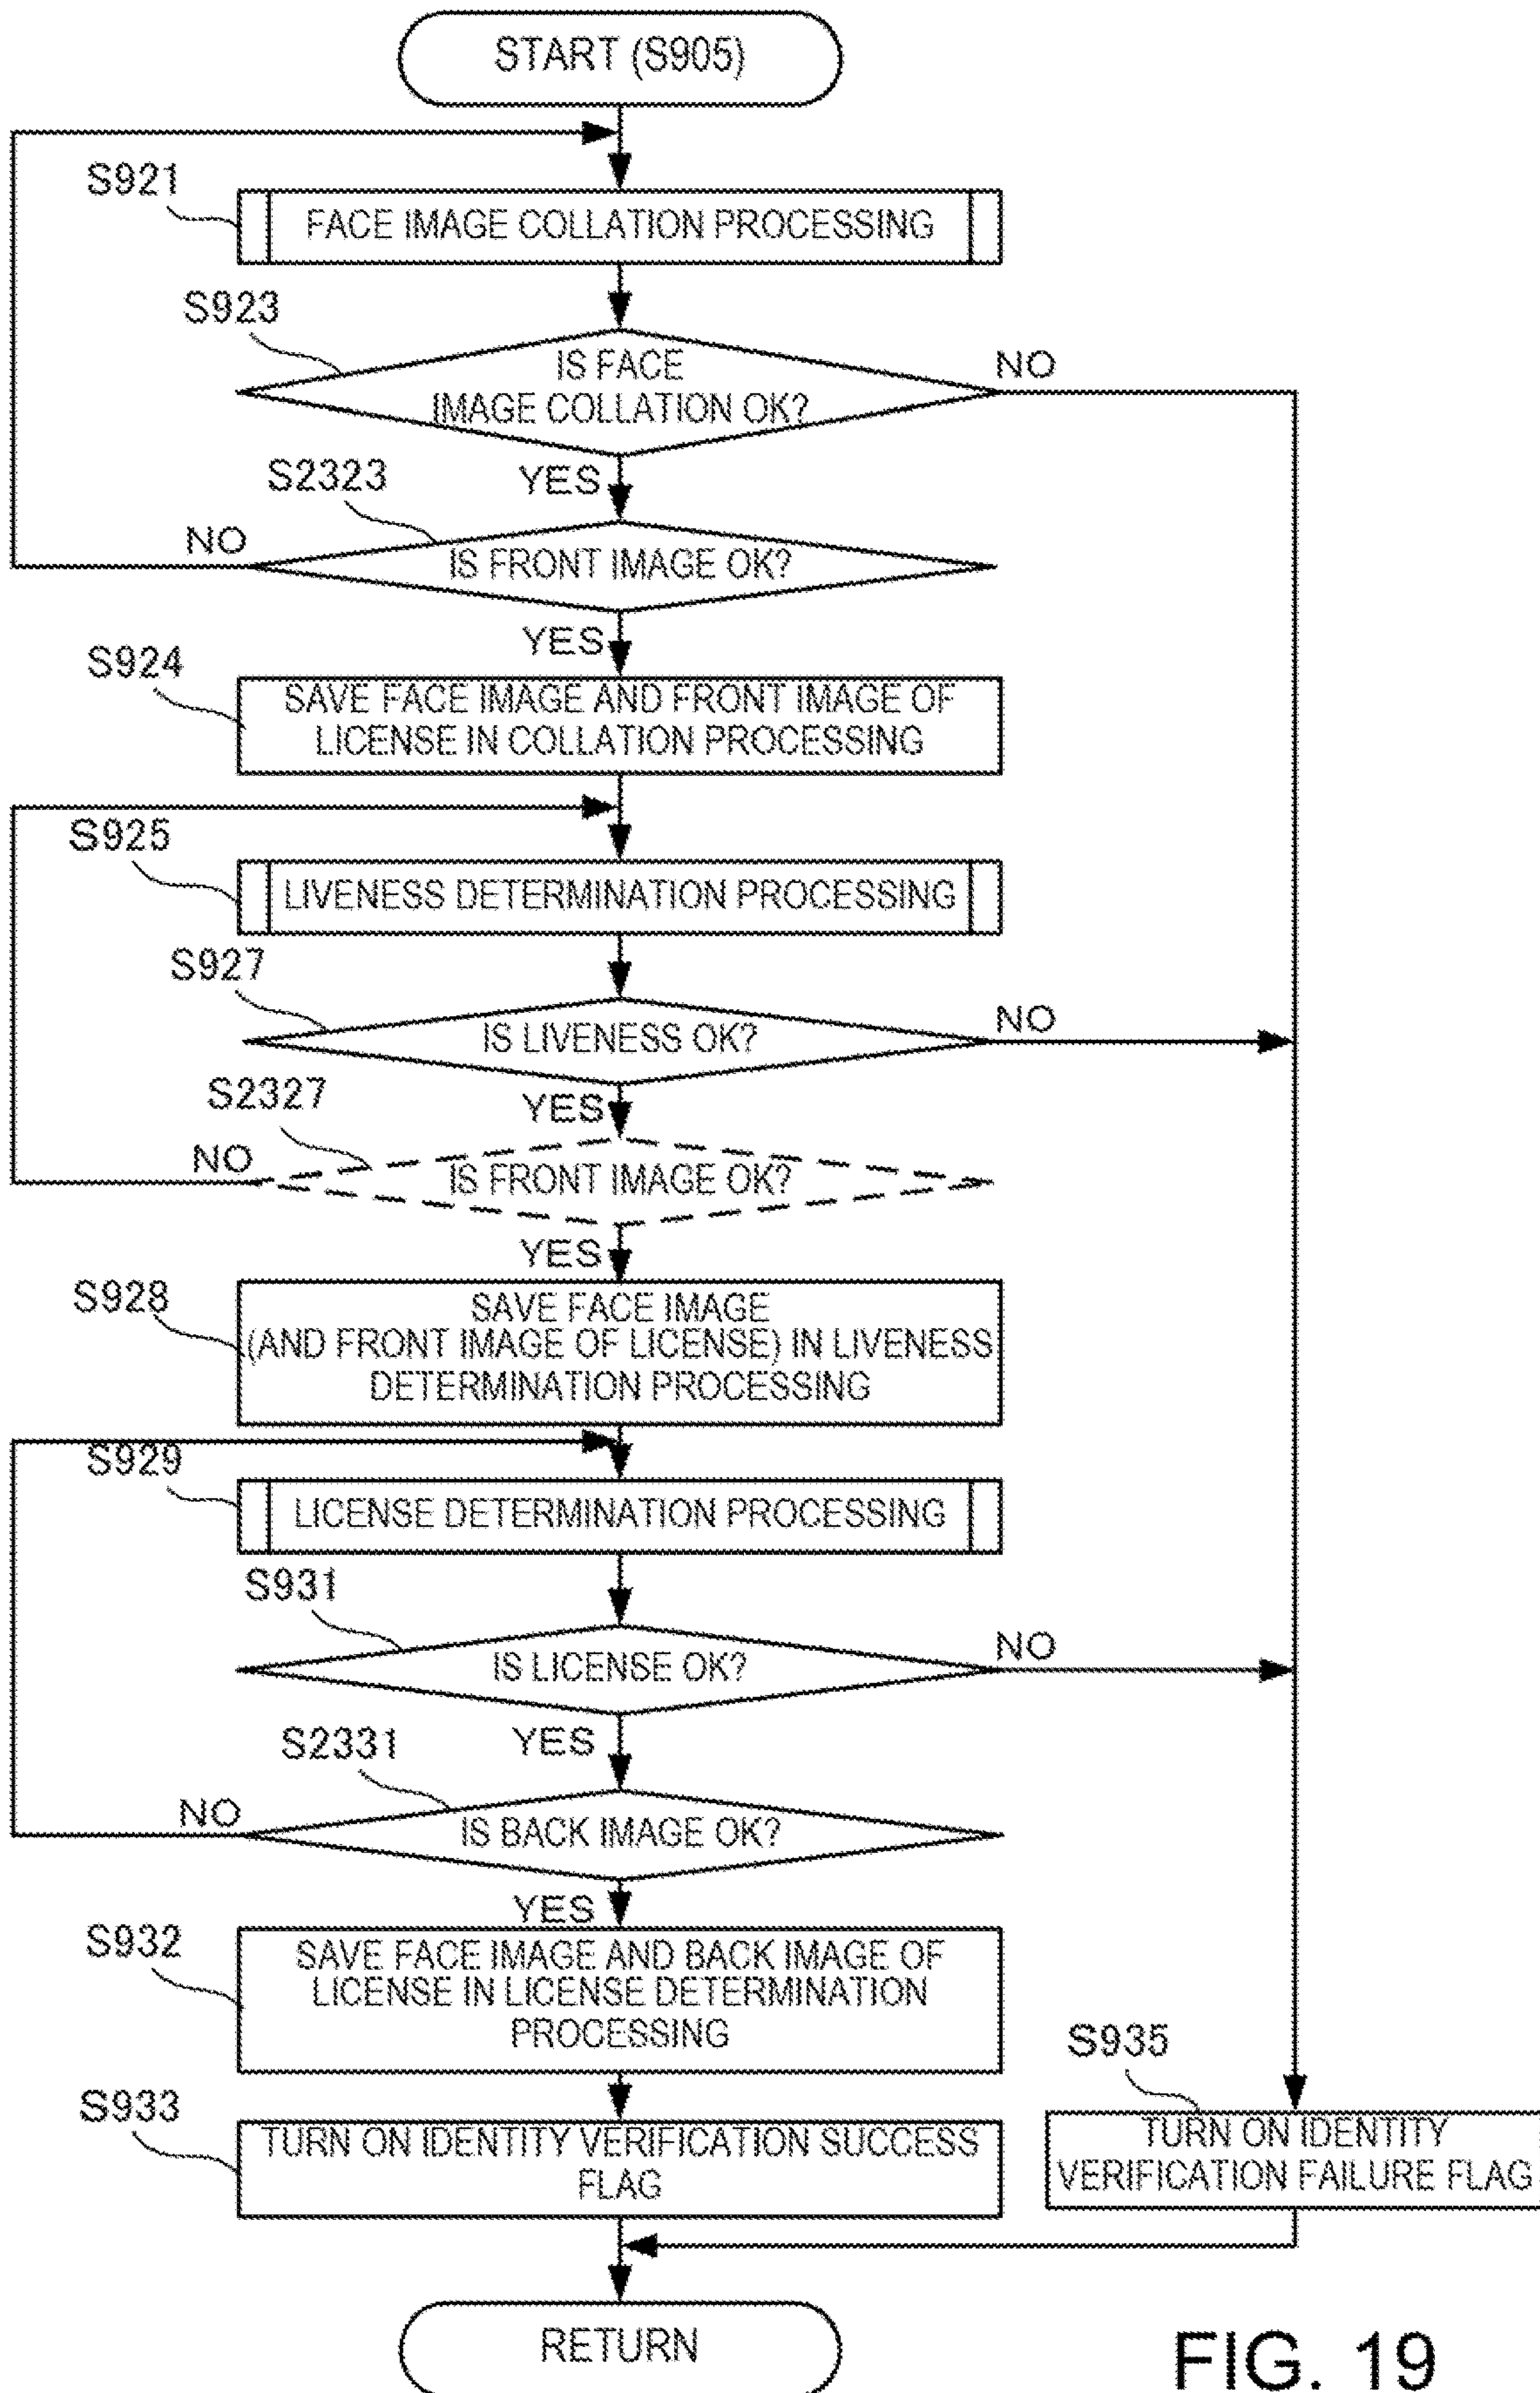 START (S905)
S921
FACE IMAGE COLLATION PROCESSING
S923
IS FACE
IMAGE COLLATION OK?
NO
YES
S2323
NO
IS FRONT IMAGE OK?
YES
S924
SAVE FACE IMAGE AND FRONT IMAGE OF
LICENSE IN COLLATION PROCESSING
S925
LIVENESS DETERMINATION PROCESSING
S927
IS LIVENESS OK?
NO
YES
S2327
NO
IS FRONT IMAGE OK?
YES
S928
SAVE FACE IMAGE
(AND FRONT IMAGE OF LICENSE) IN LIVENESS
DETERMINATION PROCESSING
S929
LICENSE DETERMINATION PROCESSING
S931
IS LICENSE OK?
NO
YES
S2331
NO
IS BACK IMAGE OK?
YES
S932
SAVE FACE IMAGE AND BACK IMAGE OF
LICENSE IN LICENSE DETERMINATION
PROCESSING
S933
TURN ON IDENTITY VERIFICATION SUCCESS
FLAG
S935
TURN ON IDENTITY
VERIFICATION FAILURE FLAG
RETURN
FIG. 19